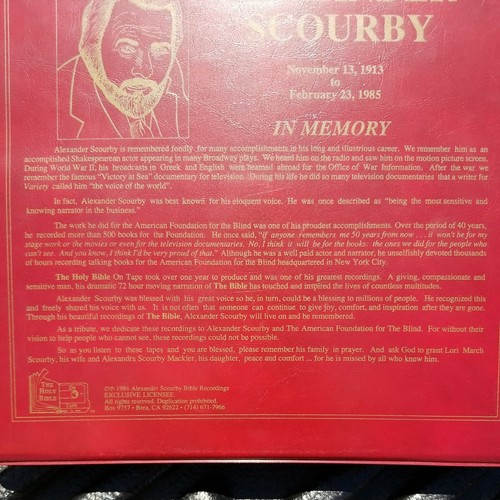 SCOURBY
November 13, 1913
to
February 23, 1985
IN MEMORY
Alexander Scourby is remembered fondly for many accomplishments in his long and illustrious career. We remember him as an
accomplished Shakespearean actor appearing in many Broadway plays. We heard him on the radio and saw him on the motion picture screen.
During World War II, his broadcasts in Greek and English were beamed abroad for the Office of War Information. After the war we
remember the famous "Victory at Sea" documentary for television. During his life he did so many television documentaries that a writer for
Variety called him "the voice of the world".
In fact, Alexander Scourby was best known for his eloquent voice. He was once described as "being the most sensitive and
knowing narrator in the business."
The work he did for the American Foundation for the Blind was one of his proudest accomplishments. Over the period of 40 years,
he recorded more than 500 books for the Foundation. He once said, "if anyone remembers me 50 years from now . . . it won't be for my
stage work or the movies or even for the television documentaries. No, I think it will be for the books: the ones we did for the people who
can't see. And you know, I think I'd be very proud of that." Although he was a well paid actor and narrator, he unselfishly devoted thousands
of hours recording talking books for the American Foundation for the Blind headquartered in New York City.
The Holy Bible On Tape took over one year to produce and was one of his greatest recordings. A giving, compassionate and
sensitive man, his dramatic 72 hour moving narration of The Bible has touched and inspired the lives of countless multitudes.
Alexander Scourby was blessed with his great voice so he, in turn, could be a blessing to millions of people. He recognized this
and freely shared his voice with us. It is not often that someone can continue to give joy, comfort, and inspiration after they are gone.
Through his beautiful recordings of The Bible, Alexander Scourby will live on and be remembered.
As a tribute, we dedicate these recordings to Alexander Scourby and The American Foundation for The Blind. For without their
vision to help people who cannot see, these recordings could not be possible.
So as you listen to these tapes and you are blessed, please remember his family in prayer. And ask God to grant Lori March
Scourby, his wife and Alexandra Scourby Mackler, his daughter, peace and comfort ... for he is missed by all who know him.
THE
HOLY
BIBLE
©℗ 1986 Alexander Scourby Bible Recordings
EXCLUSIVE LICENSEE
All rights reserved. Duplication prohibited.
Box 9757 • Brea, CA 92622 • (714) 671-7966